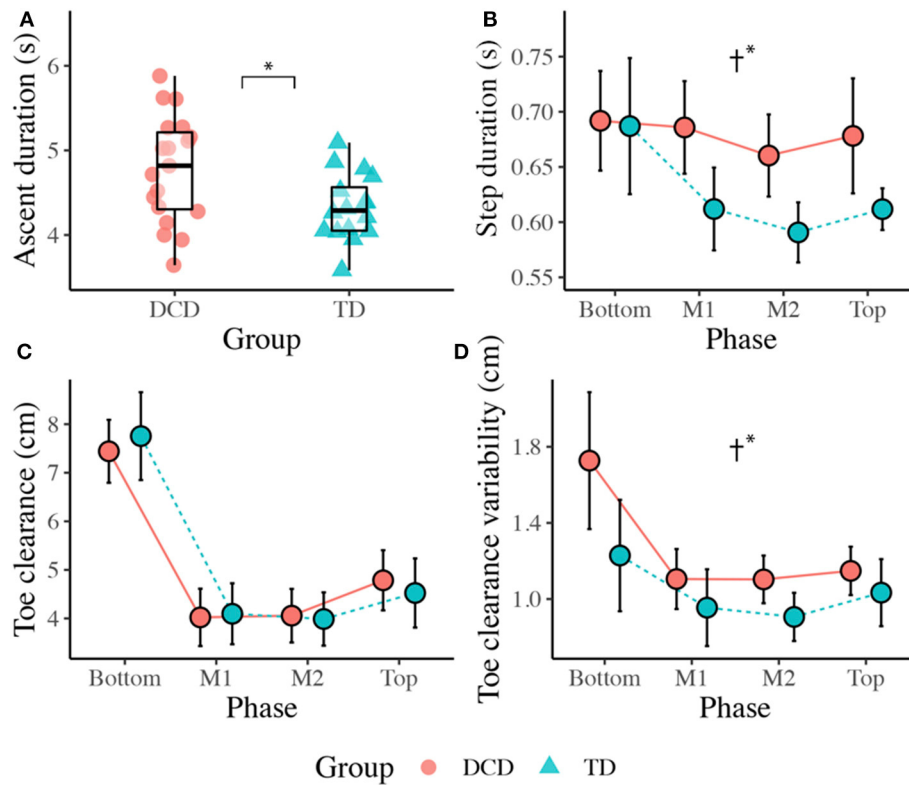 A
Ascent duration (s)
6
5
4
*
DCD
TD
Group
B
Step duration (s)
0.75
0.70
0.65
0.60
0.55
†*
Bottom
M1
M2
Top
Phase
C
Toe clearance (cm)
8
7
5
4
Bottom
M1
M2
Top
Phase
D
Toe clearance variability (cm)
1.8
1.4
1.0
†*
Bottom
M1
M2
Top
Phase
Group
DCD
TD